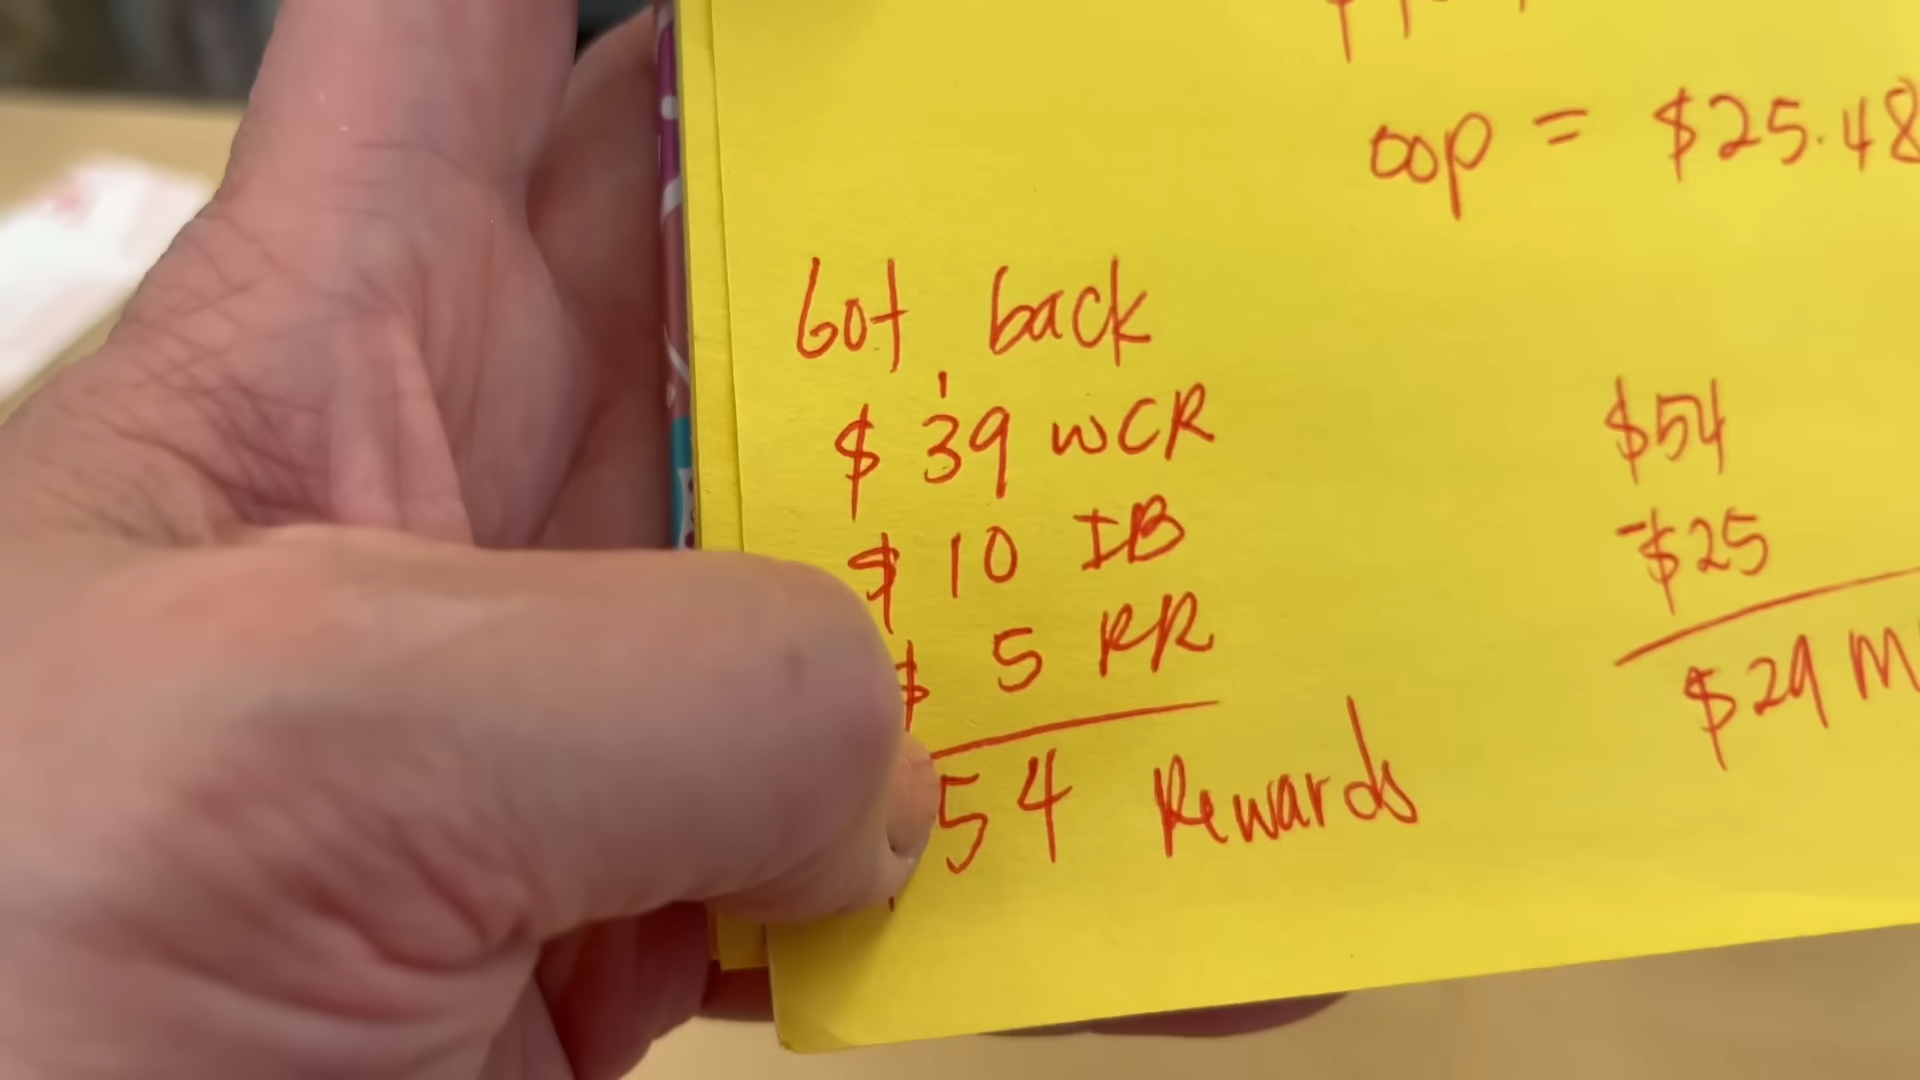 oop = $25.48
Got back
$ 39 WCR
$ 10 IB
$ 5 RR
54 Rewards
$54
-$25
$29 M